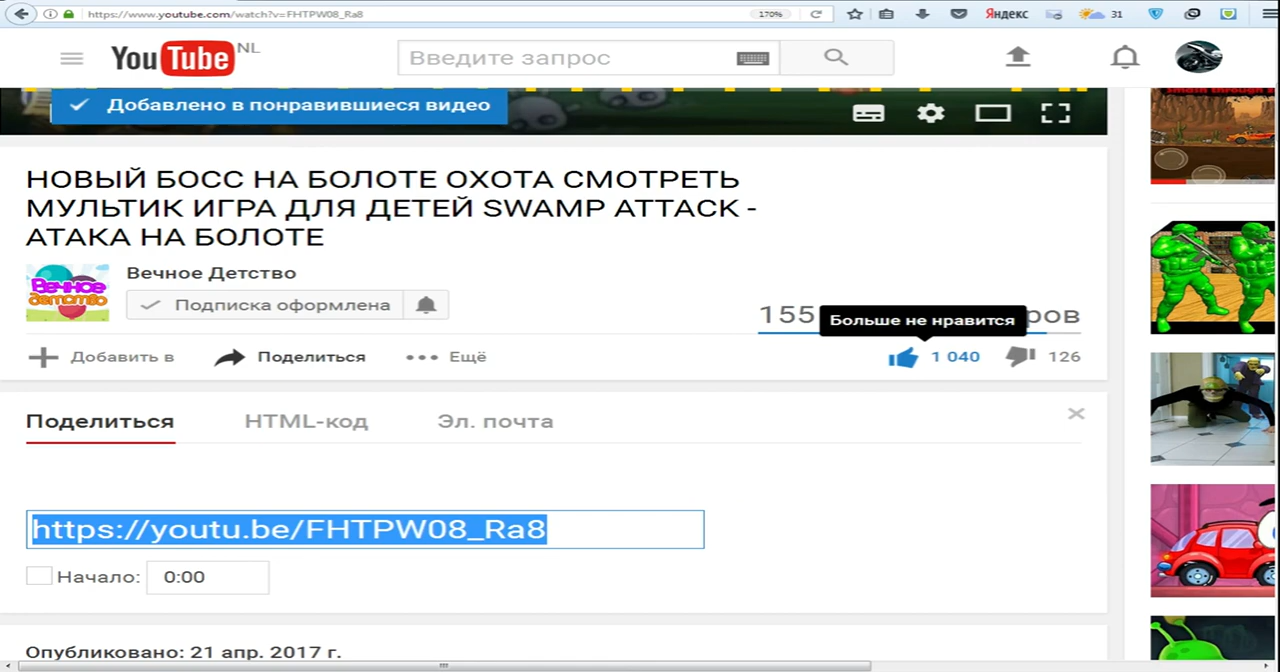 https://www.youtube.com/watch?v=FHTPW08_Ra8
170%
Яндекс
31
YouTube NL
Введите запрос
Добавлено в понравившиеся видео
НОВЫЙ БОСС НА БОЛОТЕ ОХОТА СМОТРЕТЬ
МУЛЬТИК ИГРА ДЛЯ ДЕТЕЙ SWAMP ATTACK -
АТАКА НА БОЛОТЕ
Вечное Детство
Вечное
детство
Подписка оформлена
155
Больше не нравится
ров
Добавить в
Поделиться
Ещё
1 040
126
Поделиться
HTML-код
Эл. почта
https://youtu.be/FHTPW08_Ra8
Начало: 0:00
Опубликовано: 21 апр. 2017 г.